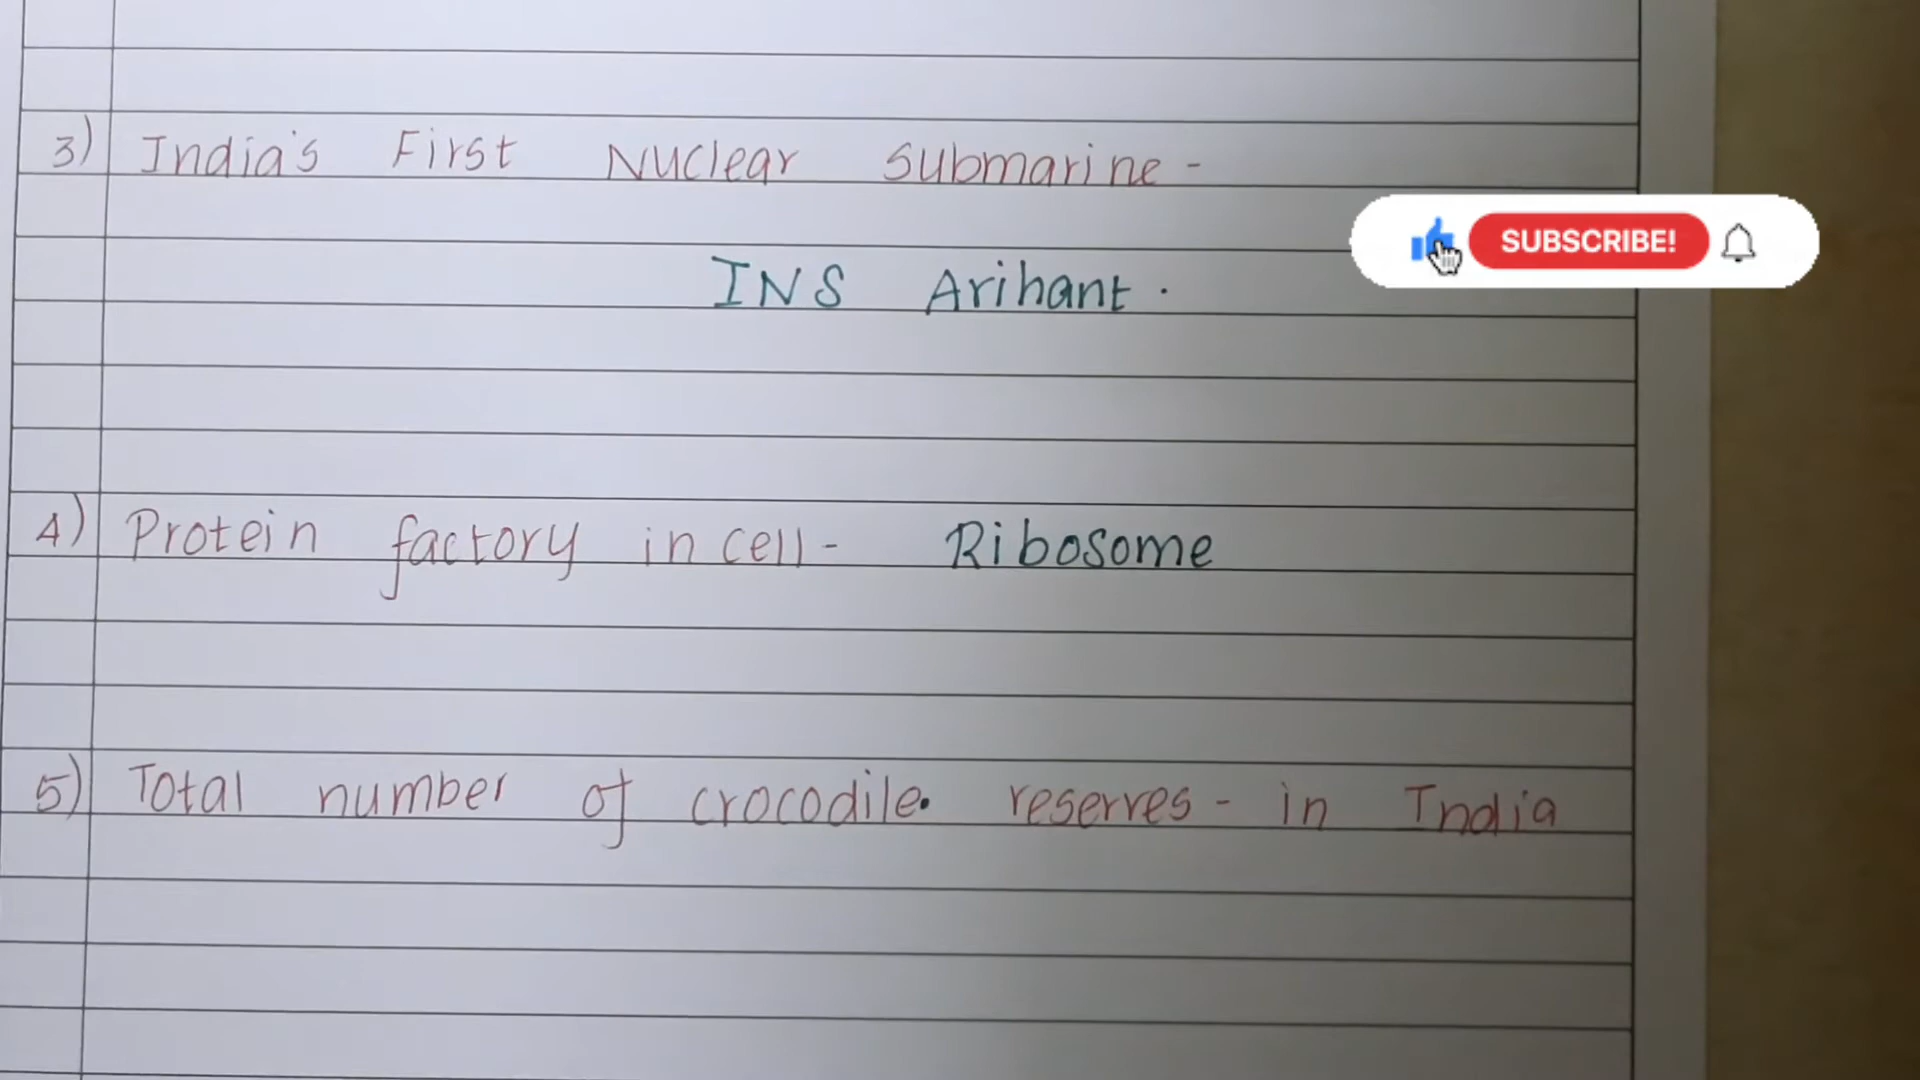 3) India's First Nuclear Submarine -
SUBSCRIBE!
INS Arihant .
4) Protein factory in cell - Ribosome
5) Total number of crocodile. reserves - in India